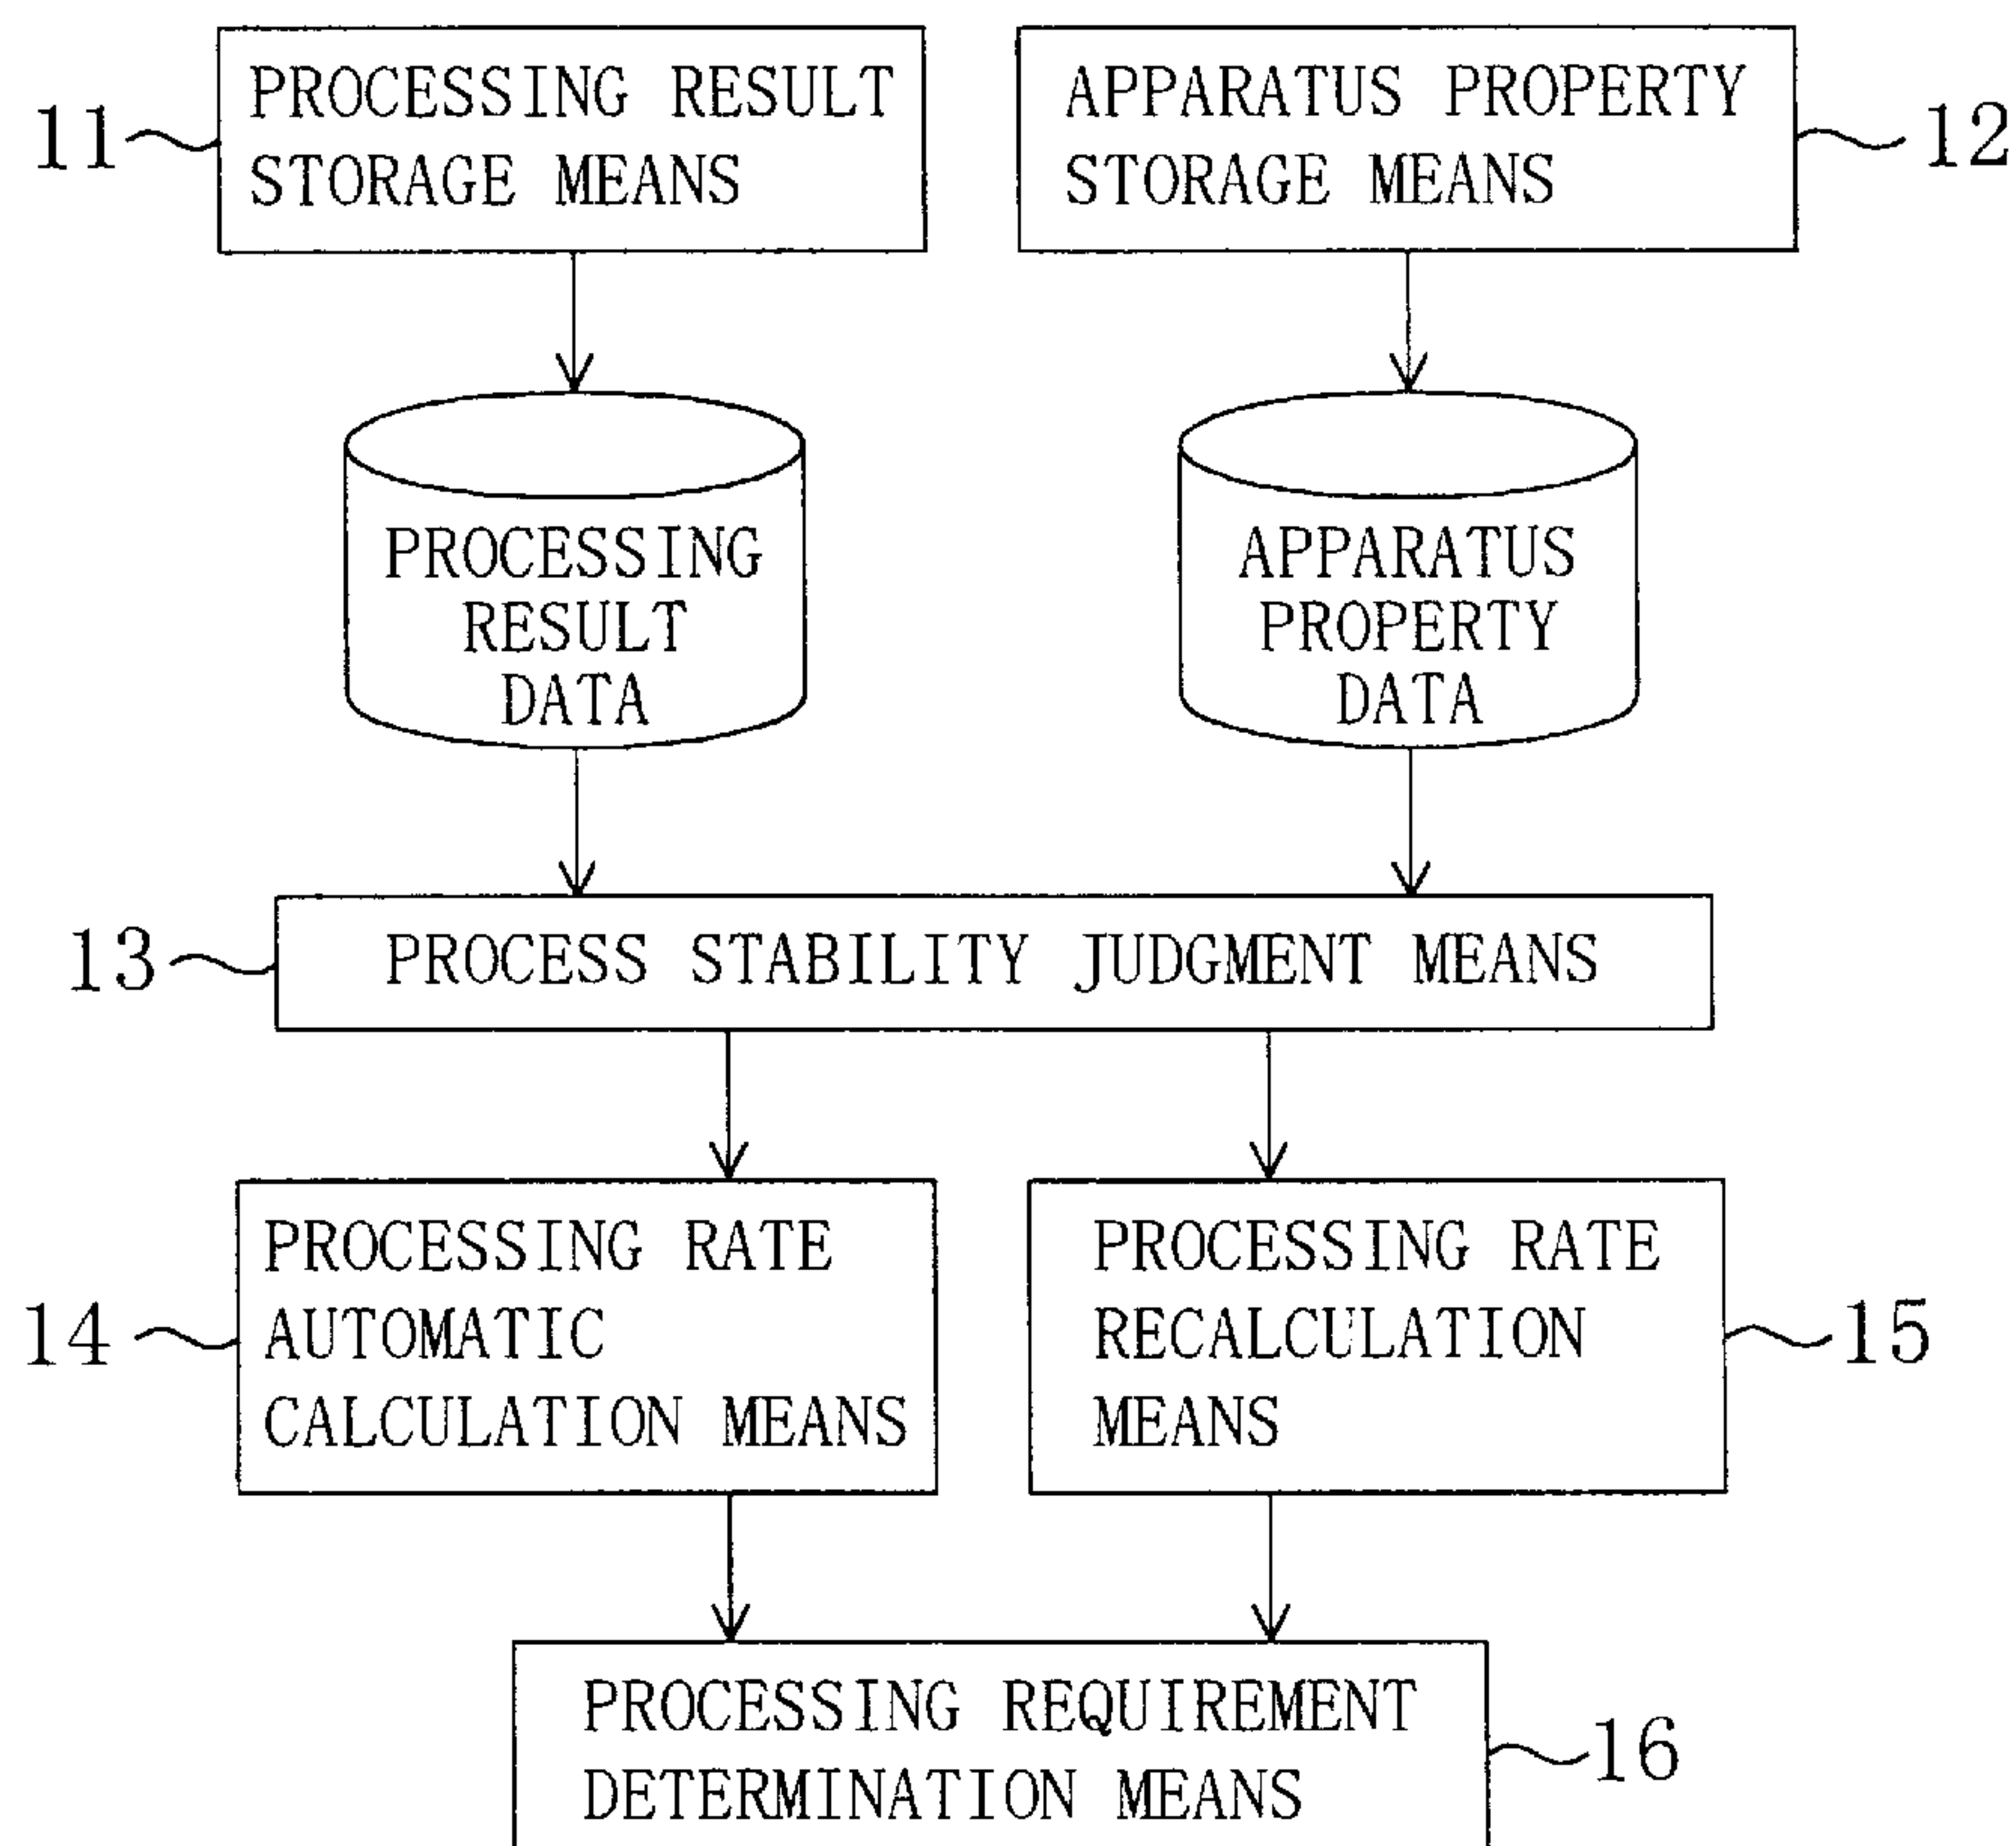 PROCESSING RESULT
STORAGE MEANS
11
APPARATUS PROPERTY
STORAGE MEANS
12
PROCESSING
RESULT
DATA
APPARATUS
PROPERTY
DATA
13
PROCESS STABILITY JUDGMENT MEANS
14
PROCESSING RATE
AUTOMATIC
CALCULATION MEANS
PROCESSING RATE
RECALCULATION
MEANS
15
PROCESSING REQUIREMENT
DETERMINATION MEANS
16